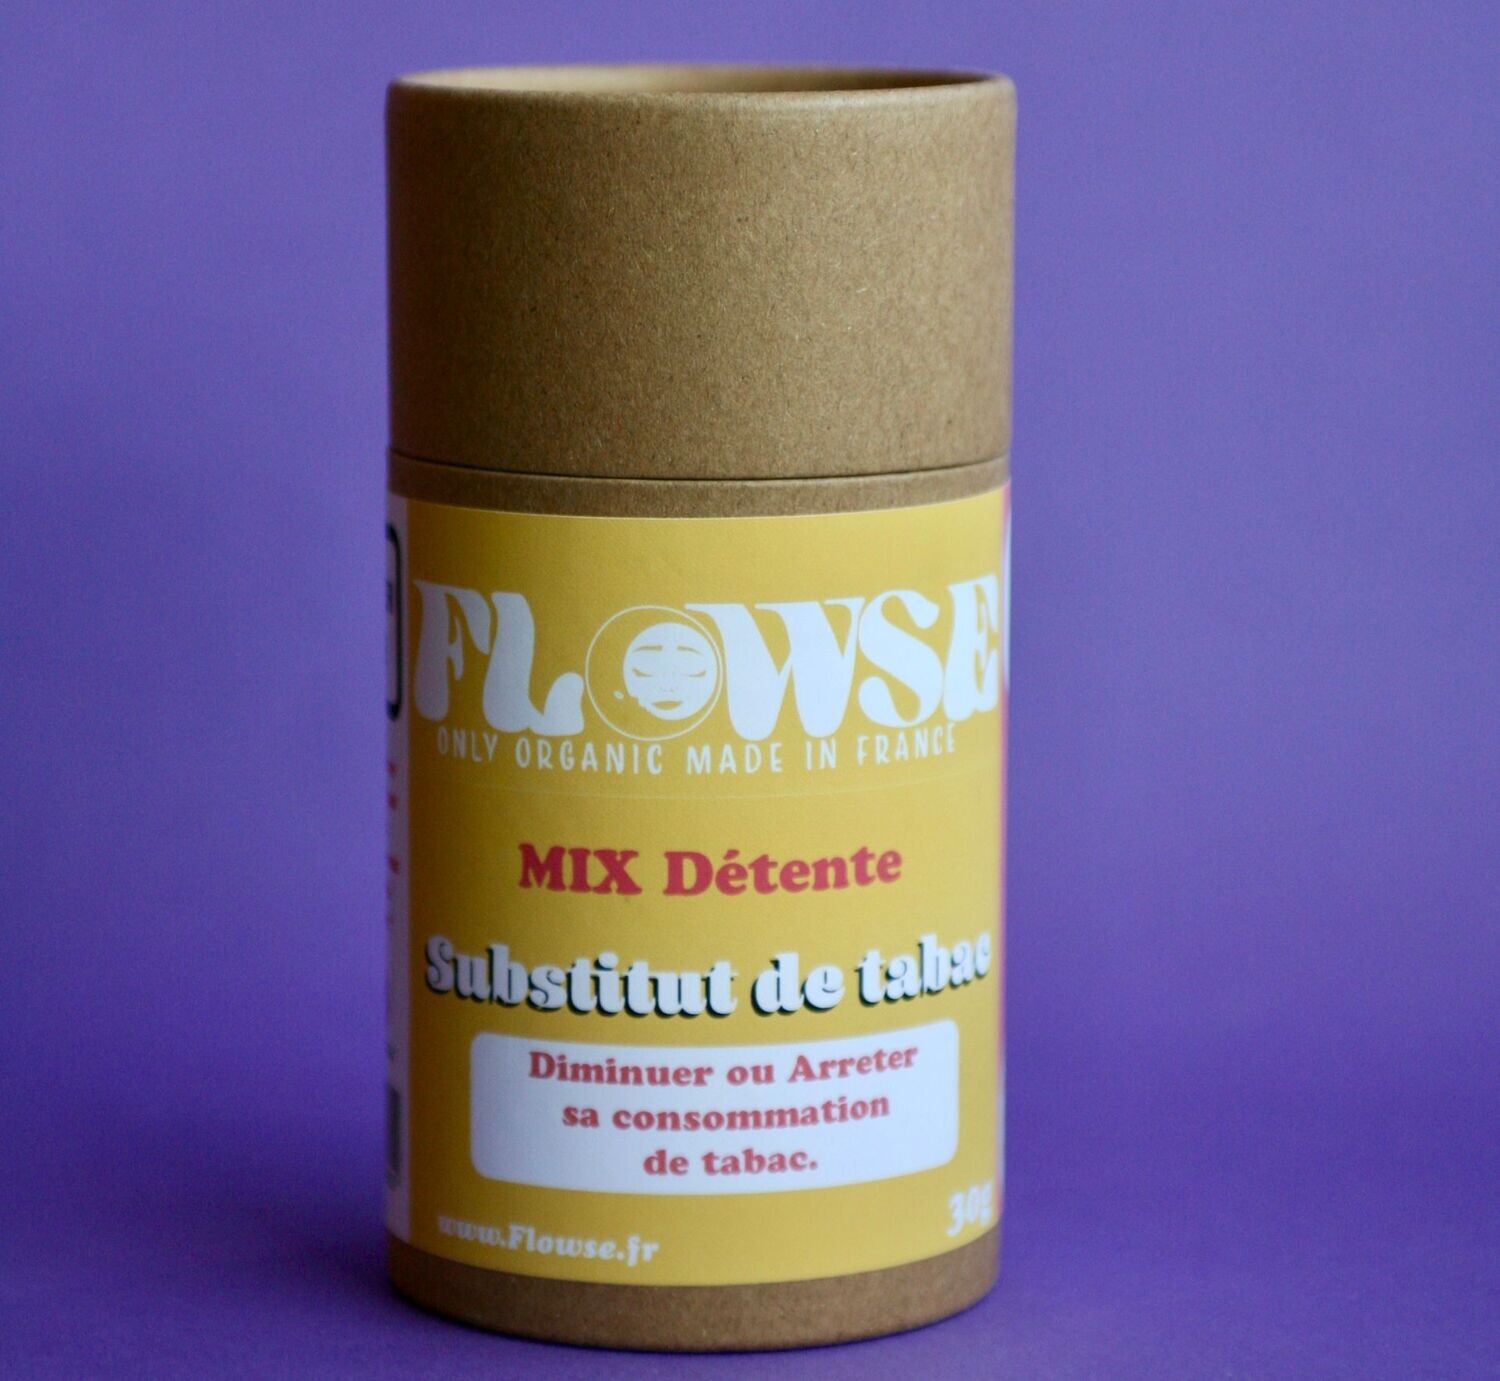 FLOWSE
ONLY ORGANIC MADE IN FRANCE
MIX Détente
Substitut de tabac
Diminuer ou Arreter
sa consommation
de tabac.
www.Flowse.fr
30g